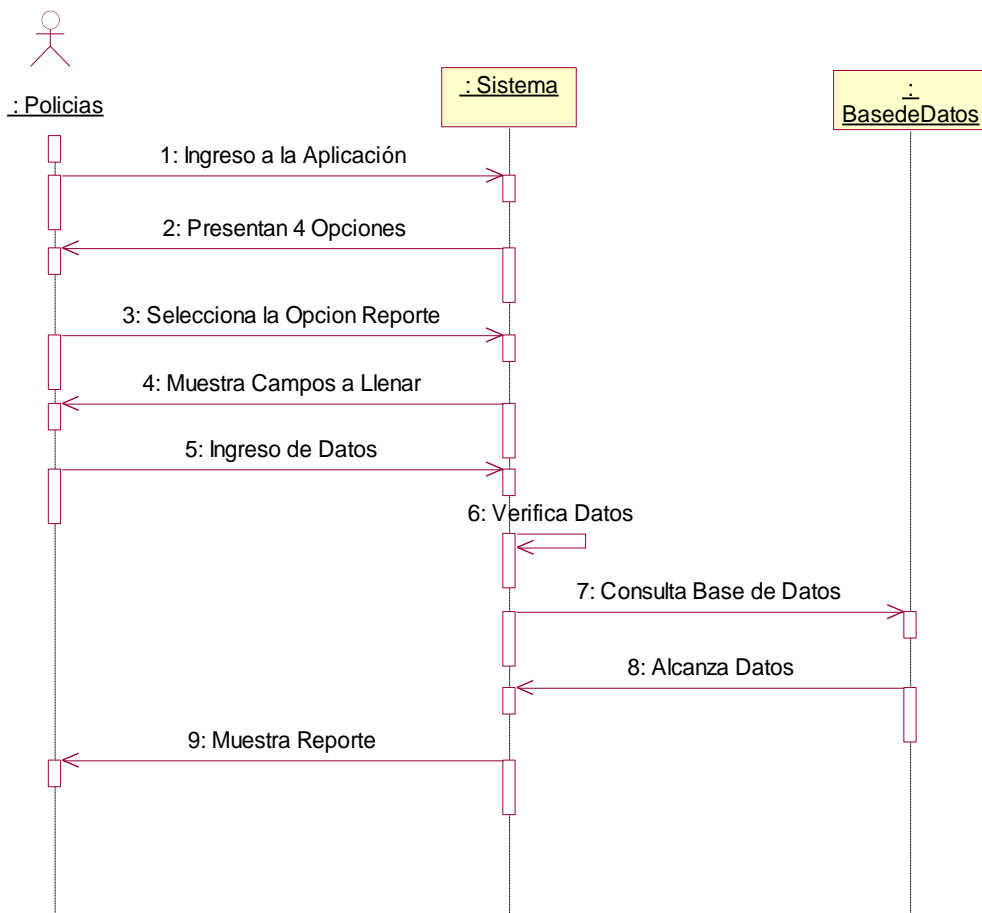 : Policias
: Sistema
:
BasedeDatos
1: Ingreso a la Aplicación
2: Presentan 4 Opciones
3: Selecciona la Opcion Reporte
4: Muestra Campos a Llenar
5: Ingreso de Datos
6: Verifica Datos
7: Consulta Base de Datos
8: Alcanza Datos
9: Muestra Reporte